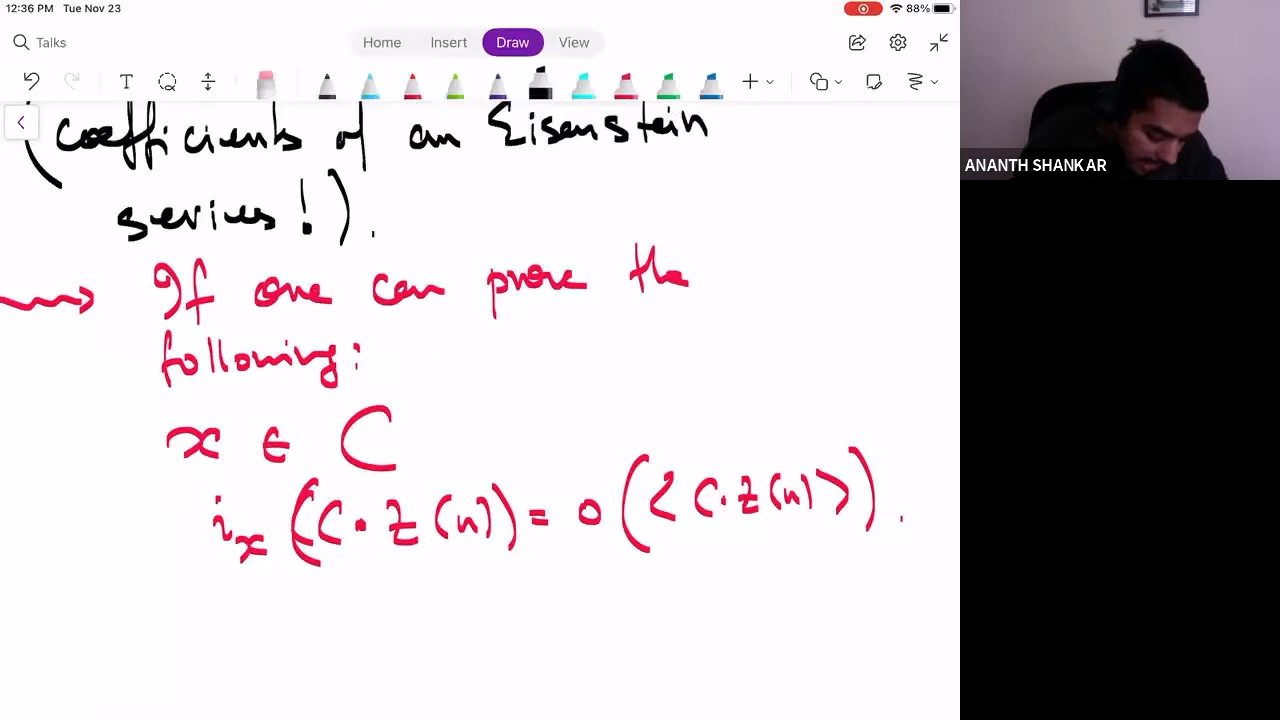 12:36 PM Tue Nov 23
88%
Talks
Home Insert Draw View
(coefficients of an Eisenstein
series!).
ANANTH SHANKAR
⇝ If one can prove the
following:
x ∈ C
i_x (C • Z(n)) = o(<C.Z(n)>).